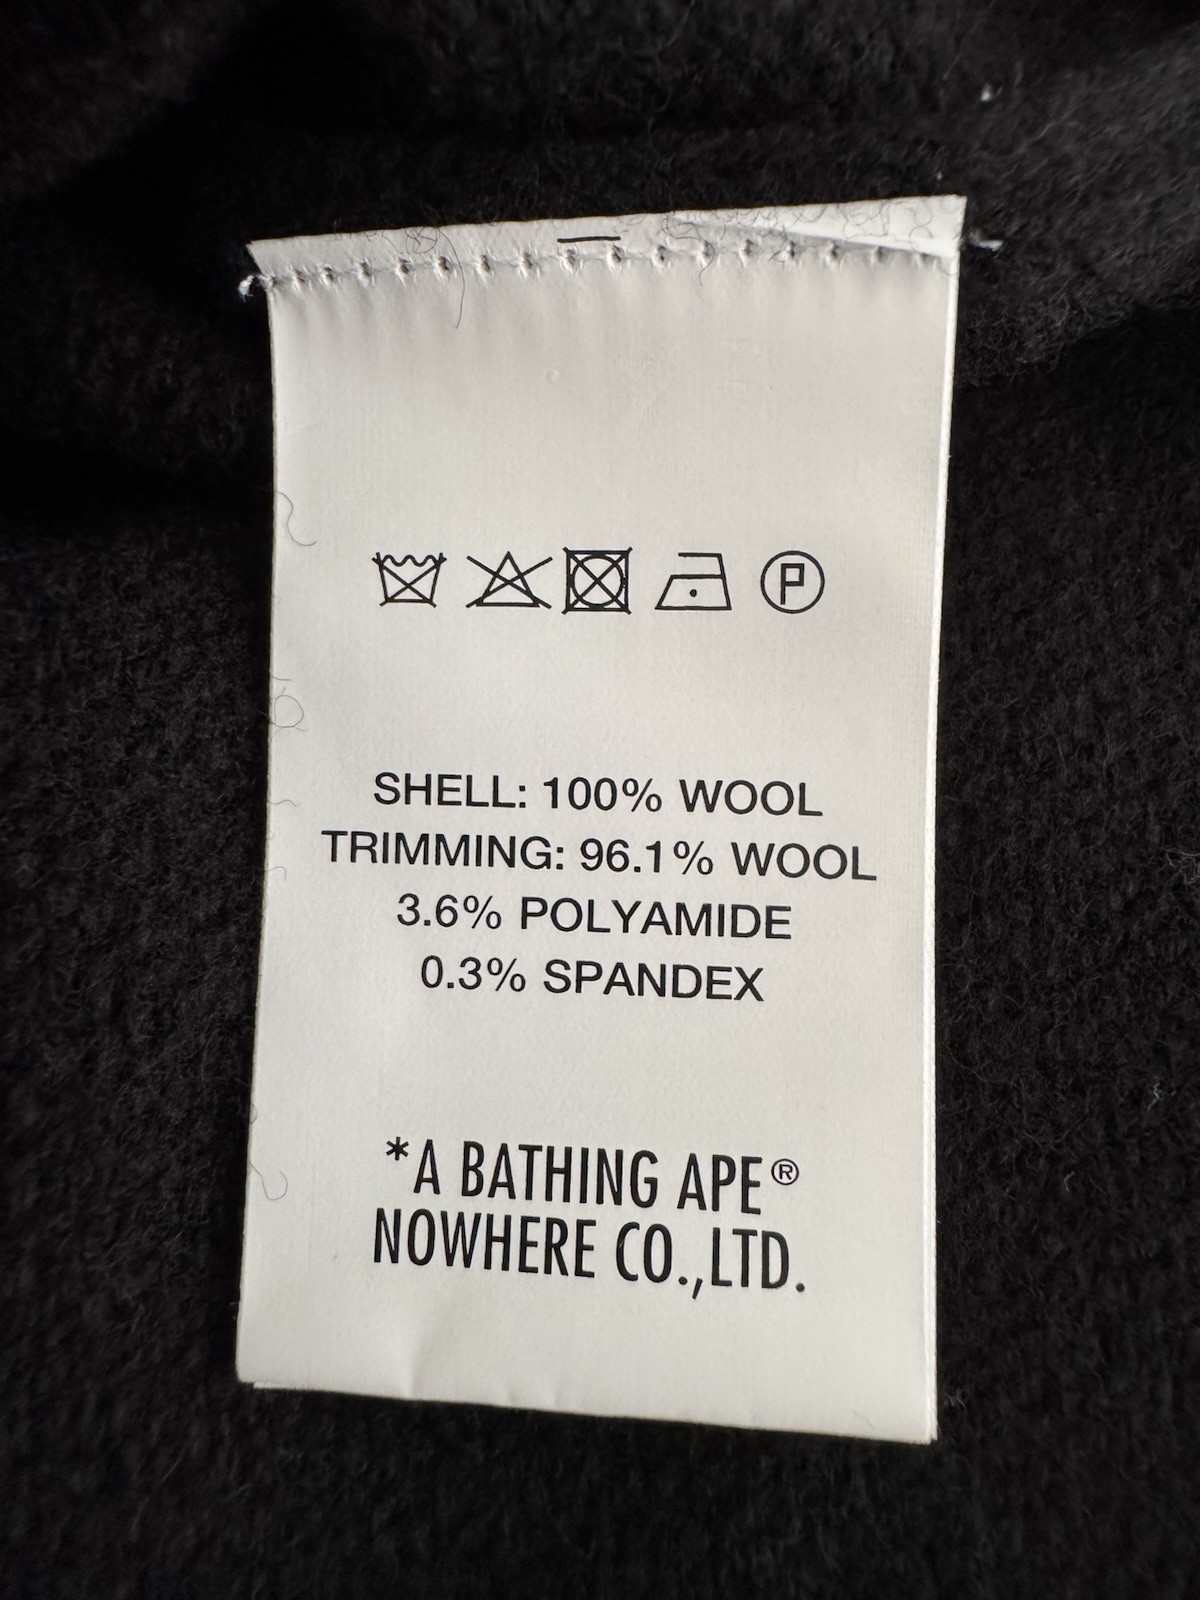 P
SHELL: 100% WOOL
TRIMMING: 96.1% WOOL
3.6% POLYAMIDE
0.3% SPANDEX
*A BATHING APE®
NOWHERE CO.,LTD.